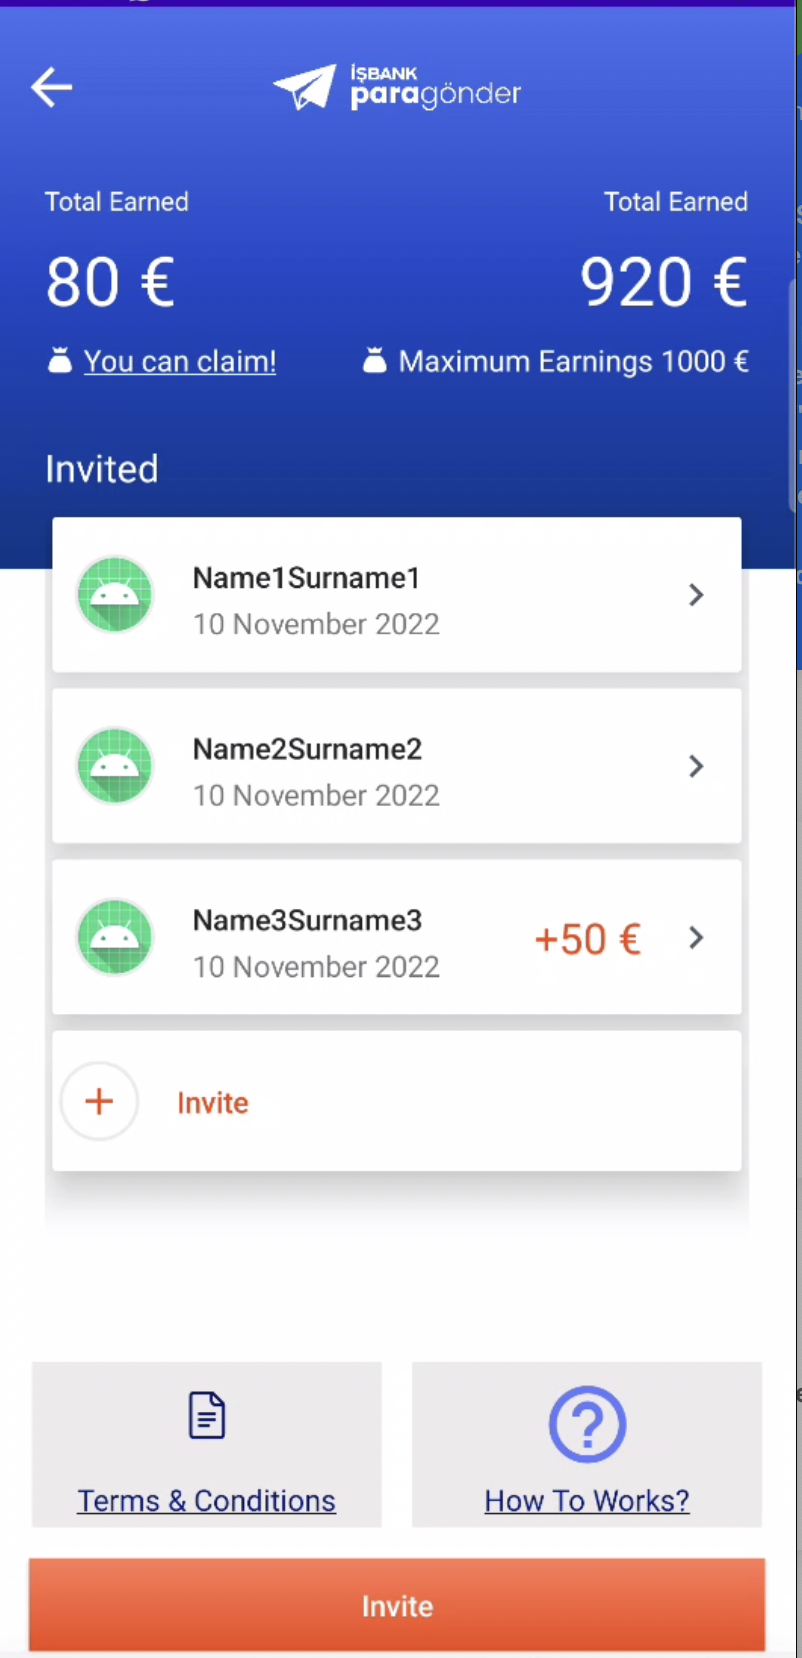 İŞBANK
paragönder
Total Earned
Total Earned
80 €
920 €
You can claim!
Maximum Earnings 1000 €
Invited
Name1Surname1
10 November 2022
Name2Surname2
10 November 2022
Name3Surname3
10 November 2022
+50 €
+
Invite
?
Terms & Conditions
How To Works?
Invite